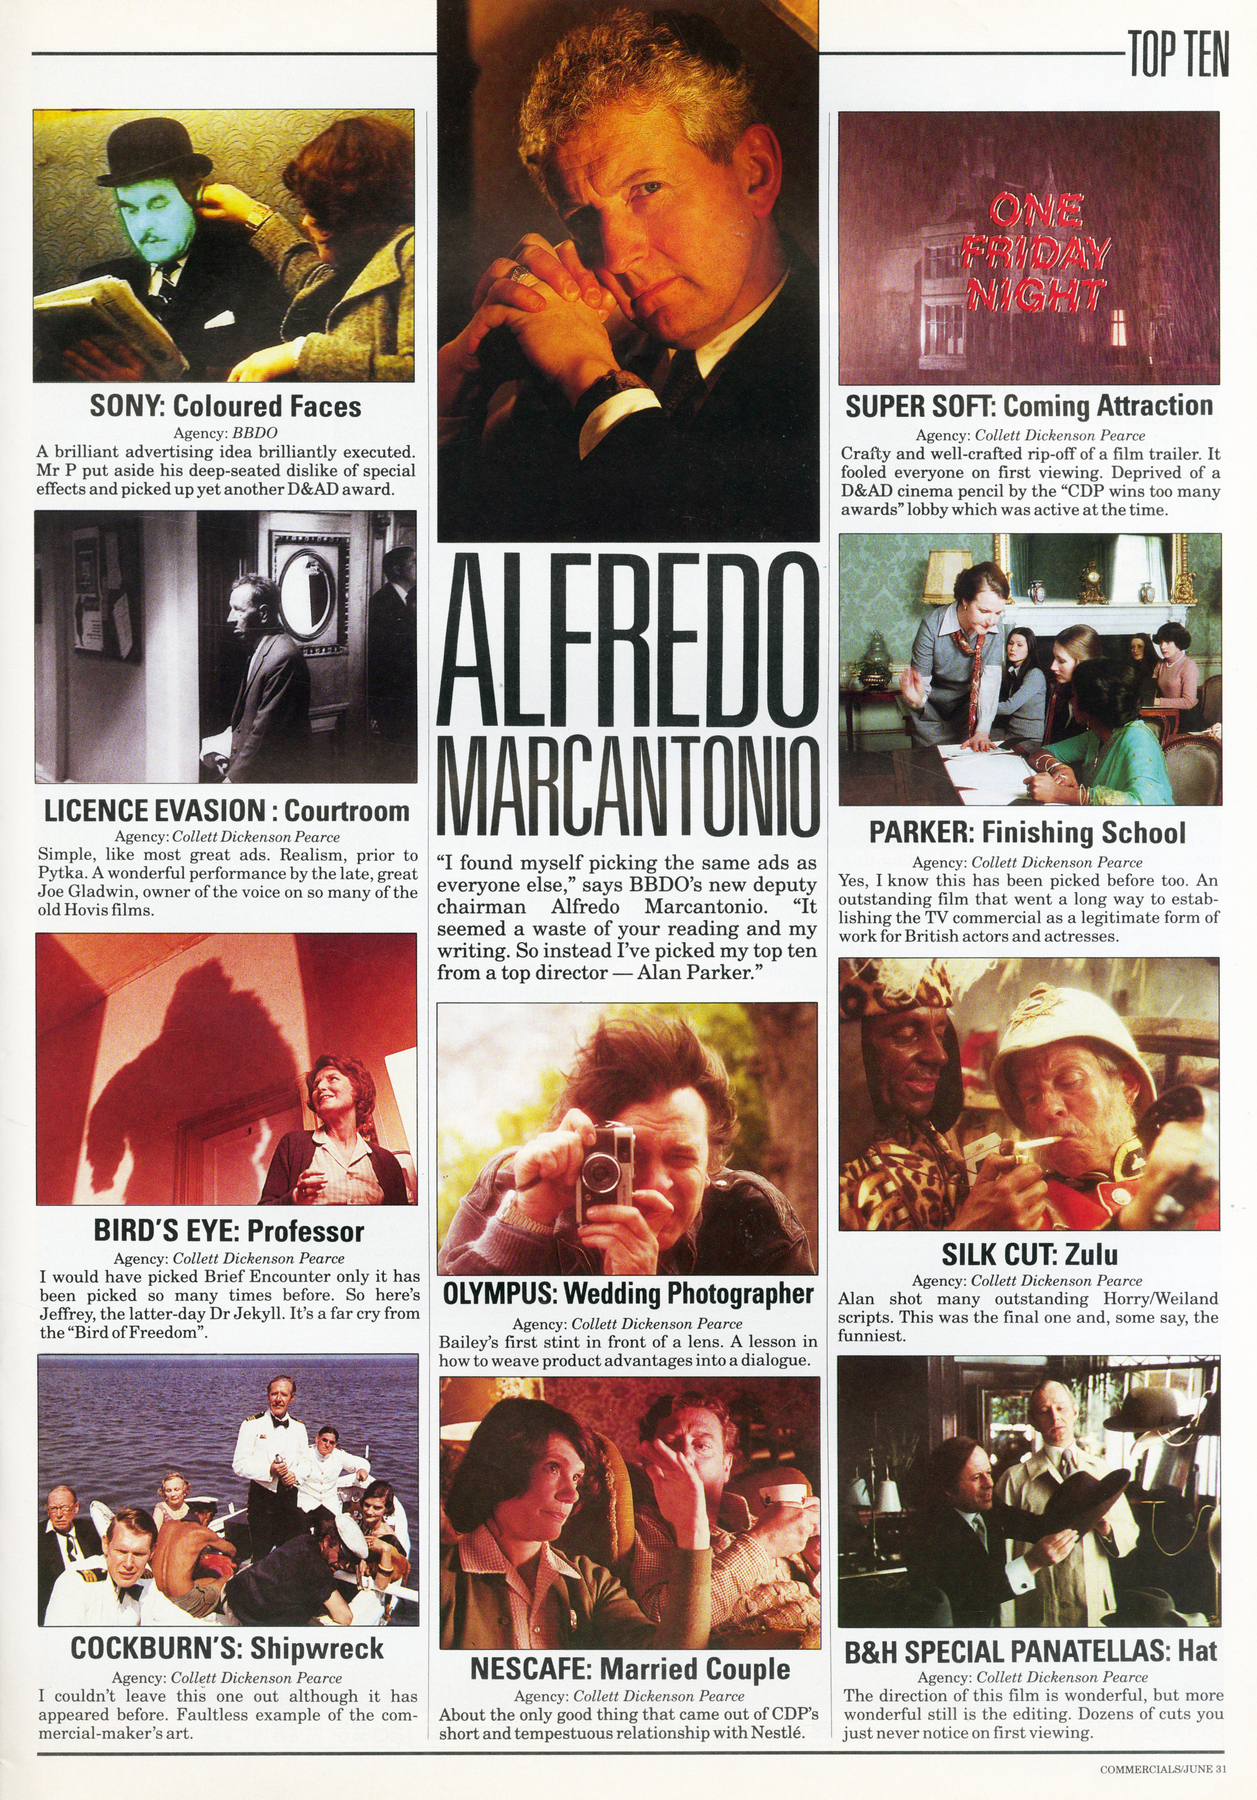 TOP TEN
SONY: Coloured Faces
Agency: BBDO
A brilliant advertising idea brilliantly executed.
Mr P put aside his deep-seated dislike of special
effects and picked up yet another D&AD award.
LICENCE EVASION : Courtroom
Agency: Collett Dickenson Pearce
Simple, like most great ads. Realism, prior to
Pytka. A wonderful performance by the late, great
Joe Gladwin, owner of the voice on so many of the
old Hovis films.
BIRD'S EYE: Professor
Agency: Collett Dickenson Pearce
I would have picked Brief Encounter only it has
been picked so many times before. So here's
Jeffrey, the latter-day Dr Jekyll. It's a far cry from
the “Bird of Freedom”.
COCKBURN'S: Shipwreck
Agency: Collett Dickenson Pearce
I couldn't leave this one out although it has
appeared before. Faultless example of the com-
mercial-maker's art.
ALFREDO
MARCANTONIO
“I found myself picking the same ads as
everyone else,” says BBDO's new deputy
chairman Alfredo Marcantonio. “It
seemed a waste of your reading and my
writing. So instead I've picked my top ten
from a top director — Alan Parker.”
OLYMPUS: Wedding Photographer
Agency: Collett Dickenson Pearce
Bailey's first stint in front of a lens. A lesson in
how to weave product advantages into a dialogue.
NESCAFE: Married Couple
Agency: Collett Dickenson Pearce
About the only good thing that came out of CDP's
short and tempestuous relationship with Nestlé.
ONE
FRIDAY
NIGHT
SUPER SOFT: Coming Attraction
Agency: Collett Dickenson Pearce
Crafty and well-crafted rip-off of a film trailer. It
fooled everyone on first viewing. Deprived of a
D&AD cinema pencil by the “CDP wins too many
awards” lobby which was active at the time.
PARKER: Finishing School
Agency: Collett Dickenson Pearce
Yes, I know this has been picked before too. An
outstanding film that went a long way to estab-
lishing the TV commercial as a legitimate form of
work for British actors and actresses.
SILK CUT: Zulu
Agency: Collett Dickenson Pearce
Alan shot many outstanding Horry/Weiland
scripts. This was the final one and, some say, the
funniest.
B&H SPECIAL PANATELLAS: Hat
Agency: Collett Dickenson Pearce
The direction of this film is wonderful, but more
wonderful still is the editing. Dozens of cuts you
just never notice on first viewing.
COMMERCIALS/JUNE 31